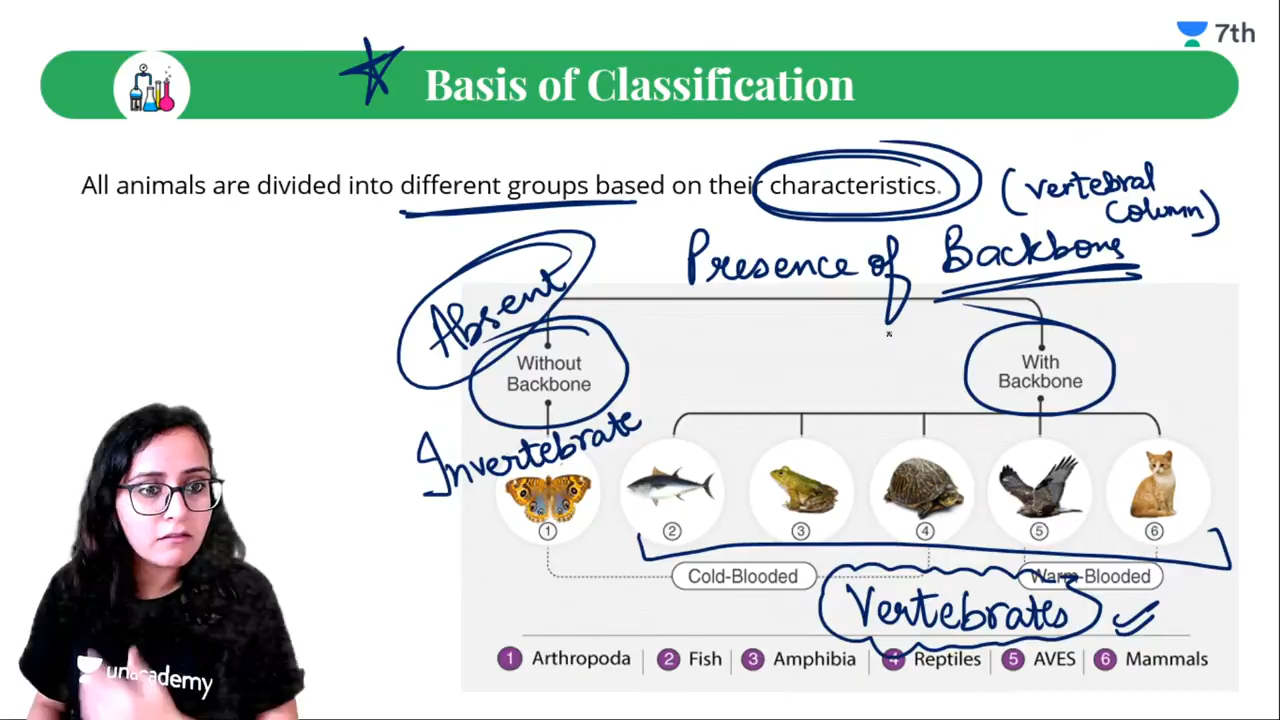 7th
Basis of Classification
All animals are divided into different groups based on their characteristics.
(vertebral
column)
Presence of Backbone
Absent
Without
Backbone
With
Backbone
Invertebrate
1
2
3
4
5
6
Cold-Blooded
Warm-Blooded
Vertebrates
1 Arthropoda 2 Fish 3 Amphibia 4 Reptiles 5 AVES 6 Mammals
unacademy